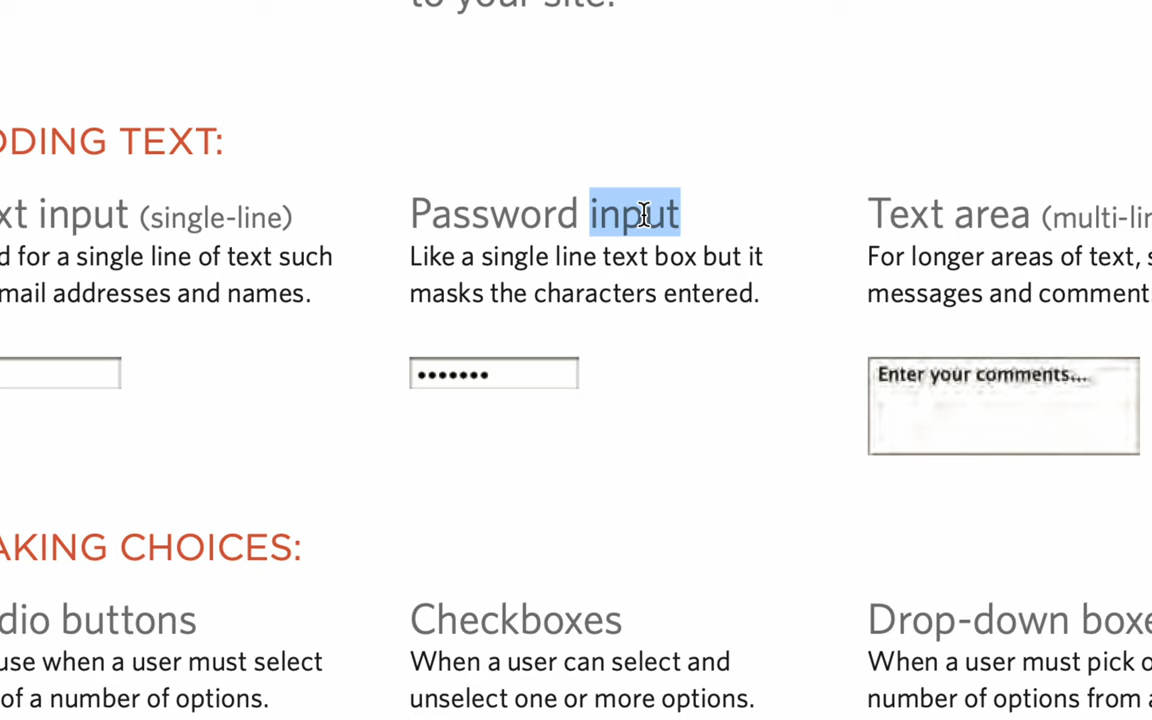 to your site.
DDING TEXT:
xt input (single-line)
d for a single line of text such
mail addresses and names.
Password input
Like a single line text box but it
masks the characters entered.
•••••••
Text area (multi-lin
For longer areas of text, s
messages and comment
Enter your comments...
AKING CHOICES:
dio buttons
use when a user must select
of a number of options.
Checkboxes
When a user can select and
unselect one or more options.
Drop-down boxe
When a user must pick o
number of options from a